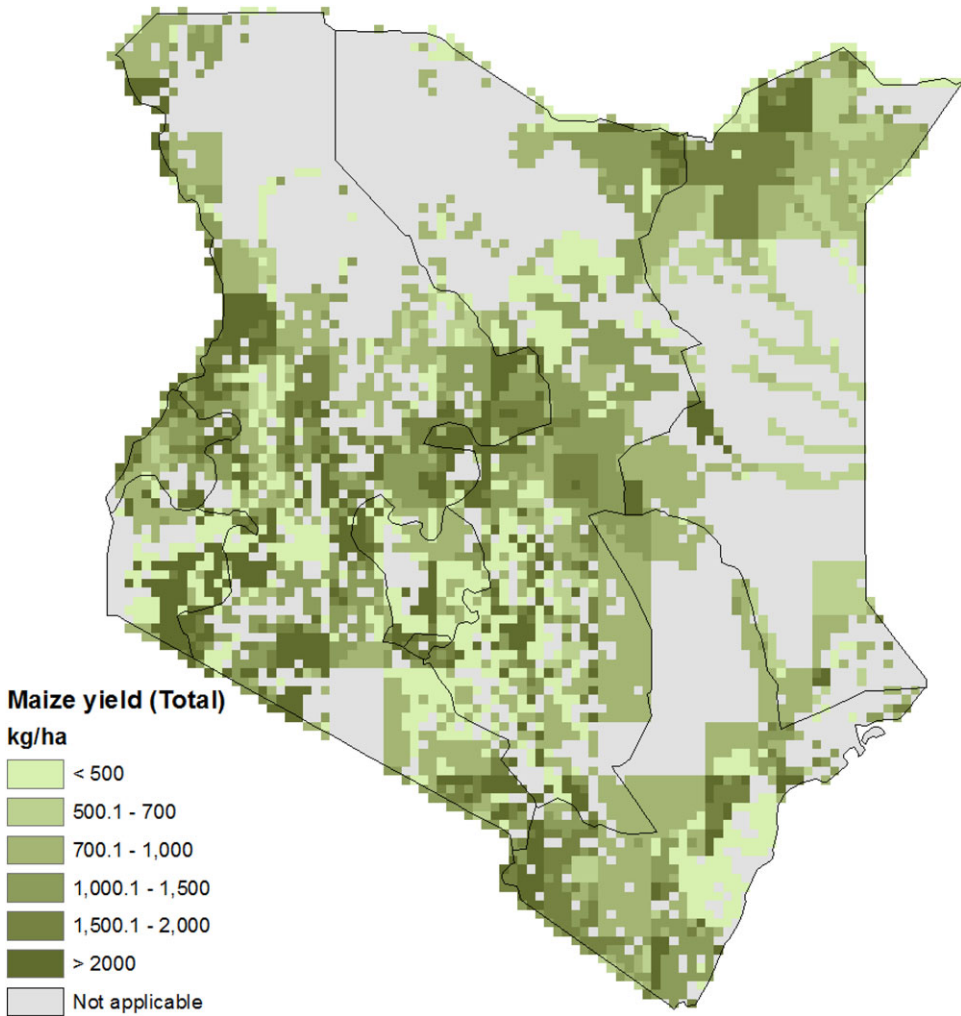 Maize yield (Total)
kg/ha
< 500
500.1 - 700
700.1 - 1,000
1,000.1 - 1,500
1,500.1 - 2,000
> 2000
Not applicable